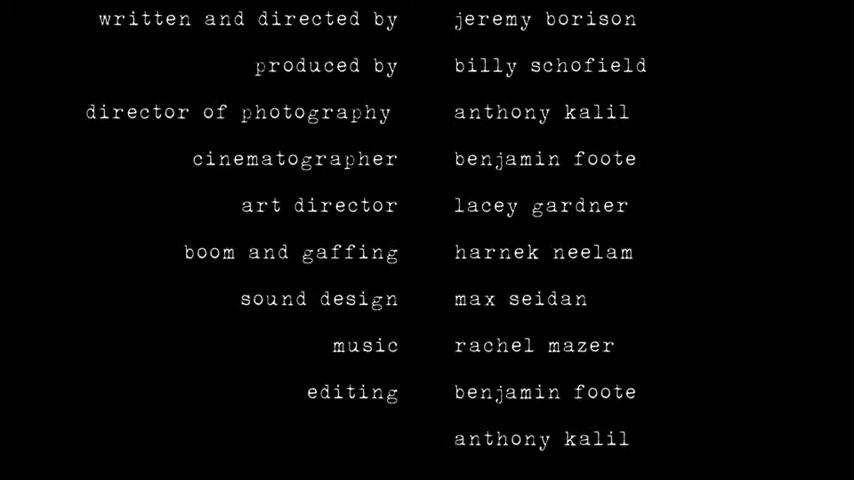 written and directed by jeremy borison
produced by billy schofield
director of photography anthony kalil
cinematographer benjamin foote
art director lacey gardner
boom and gaffing harnek neelam
sound design max seidan
music rachel mazer
editing benjamin foote
anthony kalil